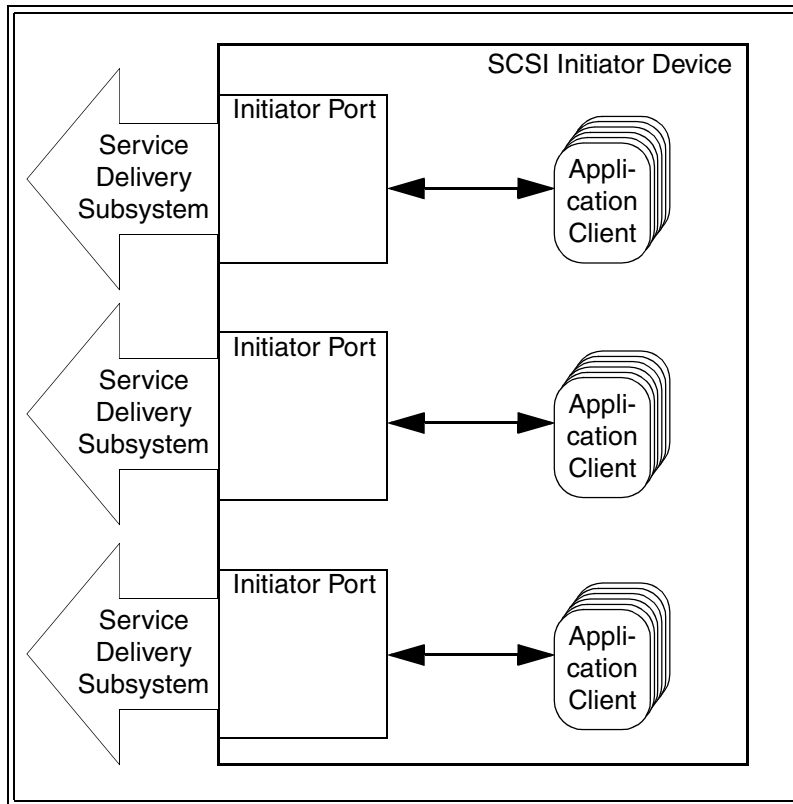 SCSI Initiator Device
Initiator Port
Service
Delivery
Subsystem
Appli-
cation
Client
Initiator Port
Service
Delivery
Subsystem
Appli-
cation
Client
Initiator Port
Service
Delivery
Subsystem
Appli-
cation
Client